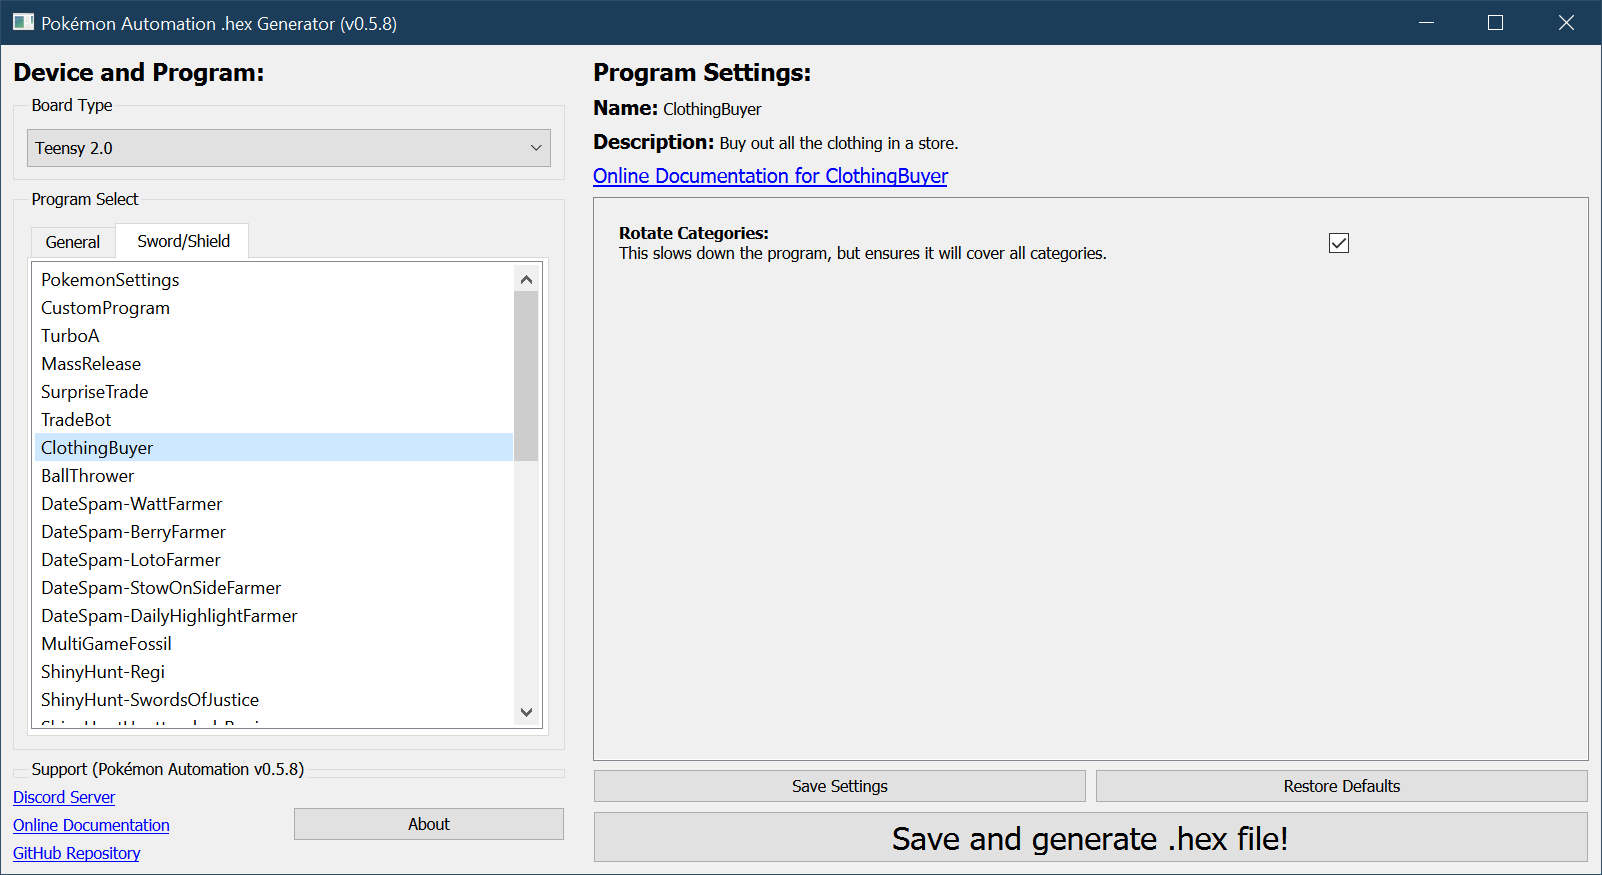 Pokémon Automation .hex Generator (v0.5.8)
Device and Program:
Board Type
Teensy 2.0
Program Select
General
Sword/Shield
PokemonSettings
CustomProgram
TurboA
MassRelease
SurpriseTrade
TradeBot
ClothingBuyer
BallThrower
DateSpam-WattFarmer
DateSpam-BerryFarmer
DateSpam-LotoFarmer
DateSpam-StowOnSideFarmer
DateSpam-DailyHighlightFarmer
MultiGameFossil
ShinyHunt-Regi
ShinyHunt-SwordsOfJustice
Support (Pokémon Automation v0.5.8)
Discord Server
Online Documentation
GitHub Repository
About
Program Settings:
Name: ClothingBuyer
Description: Buy out all the clothing in a store.
Online Documentation for ClothingBuyer
Rotate Categories:
This slows down the program, but ensures it will cover all categories.
Save Settings
Restore Defaults
Save and generate .hex file!